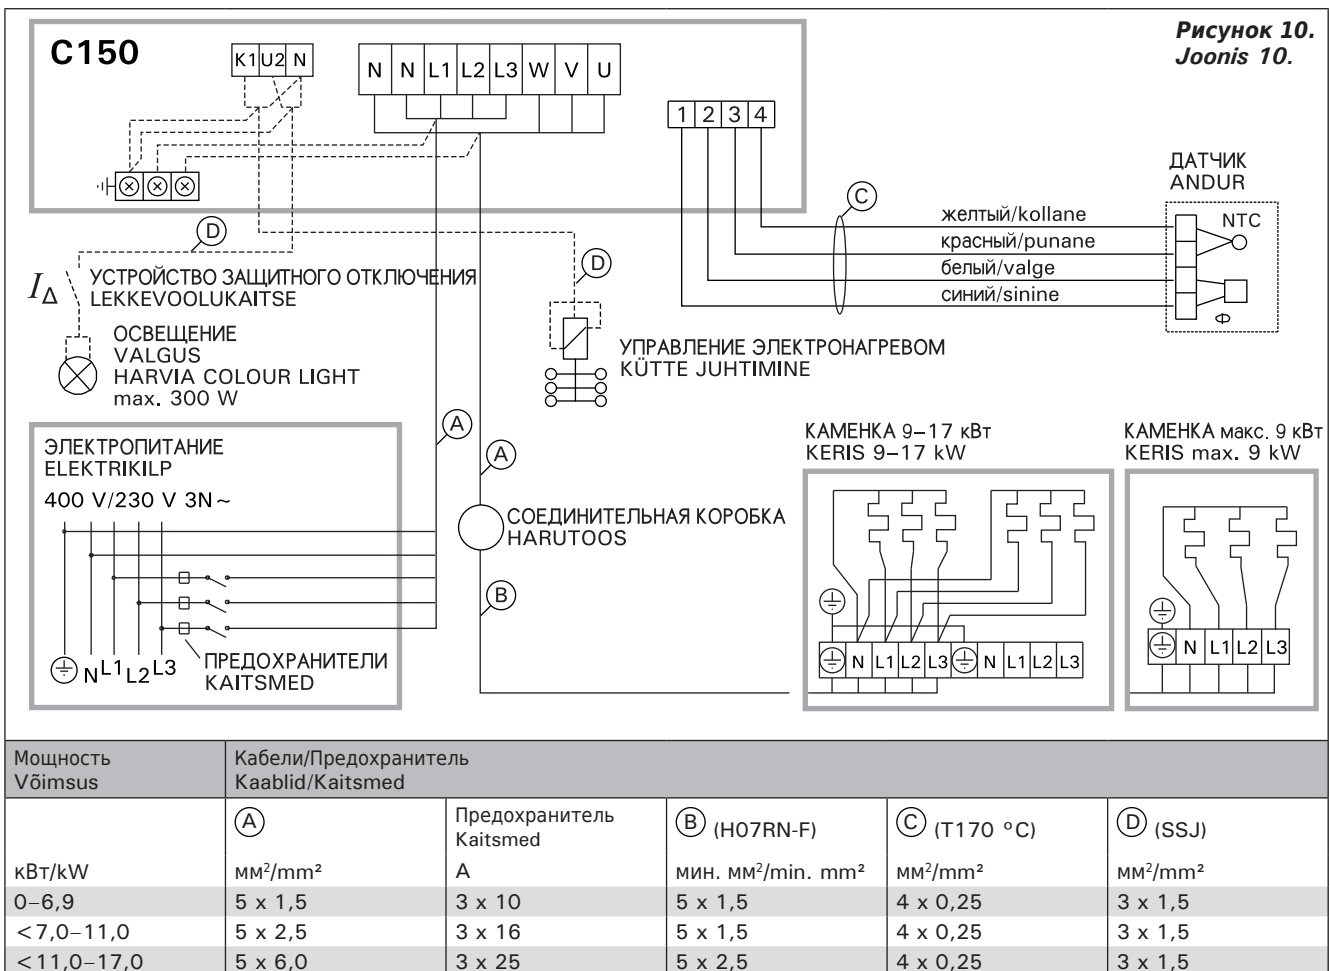 C150
Рисунок 10.
Joonis 10.
K1 U2 N
N N L1 L2 L3 W V U
1 2 3 4
ДАТЧИК
ANDUR
C
желтый/kollane
красный/punane
белый/valge
синий/sinine
NTC
D
I∆
УСТРОЙСТВО ЗАЩИТНОГО ОТКЛЮЧЕНИЯ
LEKKEVOOLUKAITSE
D
ОСВЕЩЕНИЕ
VALGUS
HARVIA COLOUR LIGHT
max. 300 W
УПРАВЛЕНИЕ ЭЛЕКТРОНАГРЕВОМ
KÜTTE JUHTIMINE
A
A
ЭЛЕКТРОПИТАНИЕ
ELEKTRIKILP
400 V/230 V 3N~
N L1 L2 L3
ПРЕДОХРАНИТЕЛИ
KAITSMED
СОЕДИНИТЕЛЬНАЯ КОРОБКА
HARUTOOS
B
КАМЕНКА 9–17 кВт
KERIS 9–17 kW
N L1 L2 L3 N L1 L2 L3
КАМЕНКА макс. 9 кВт
KERIS max. 9 kW
N L1 L2 L3
Мощность
Võimsus
Кабели/Предохранитель
Kaablid/Kaitsmed
A
Предохранитель
Kaitsmed
B (H07RN-F)
C (T170 °C)
D (SSJ)
кВт/kW мм²/mm² A мин. мм²/min. mm² мм²/mm² мм²/mm²
0–6,9 5 x 1,5 3 x 10 5 x 1,5 4 x 0,25 3 x 1,5
<7,0–11,0 5 x 2,5 3 x 16 5 x 1,5 4 x 0,25 3 x 1,5
<11,0–17,0 5 x 6,0 3 x 25 5 x 2,5 4 x 0,25 3 x 1,5